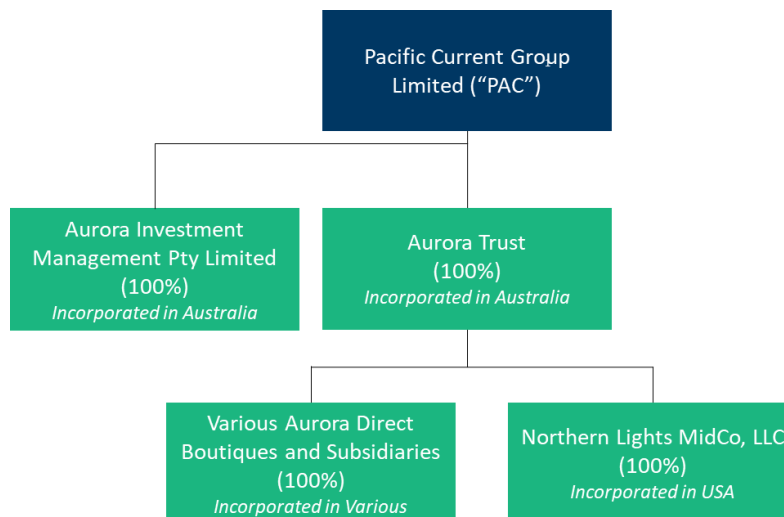 Pacific Current Groμp
Limited (“PAC”)
Aurora Investment
Management Pty Limited
(100%)
Incorporated in Australia
Aurora Trust
(100%)
Incorporated in Australia
Various Aurora Direct
Boutiques and Subsidiaries
(100%)
Incorporated in Various
Northern Lights MidCo, LLC
(100%)
Incorporated in USA